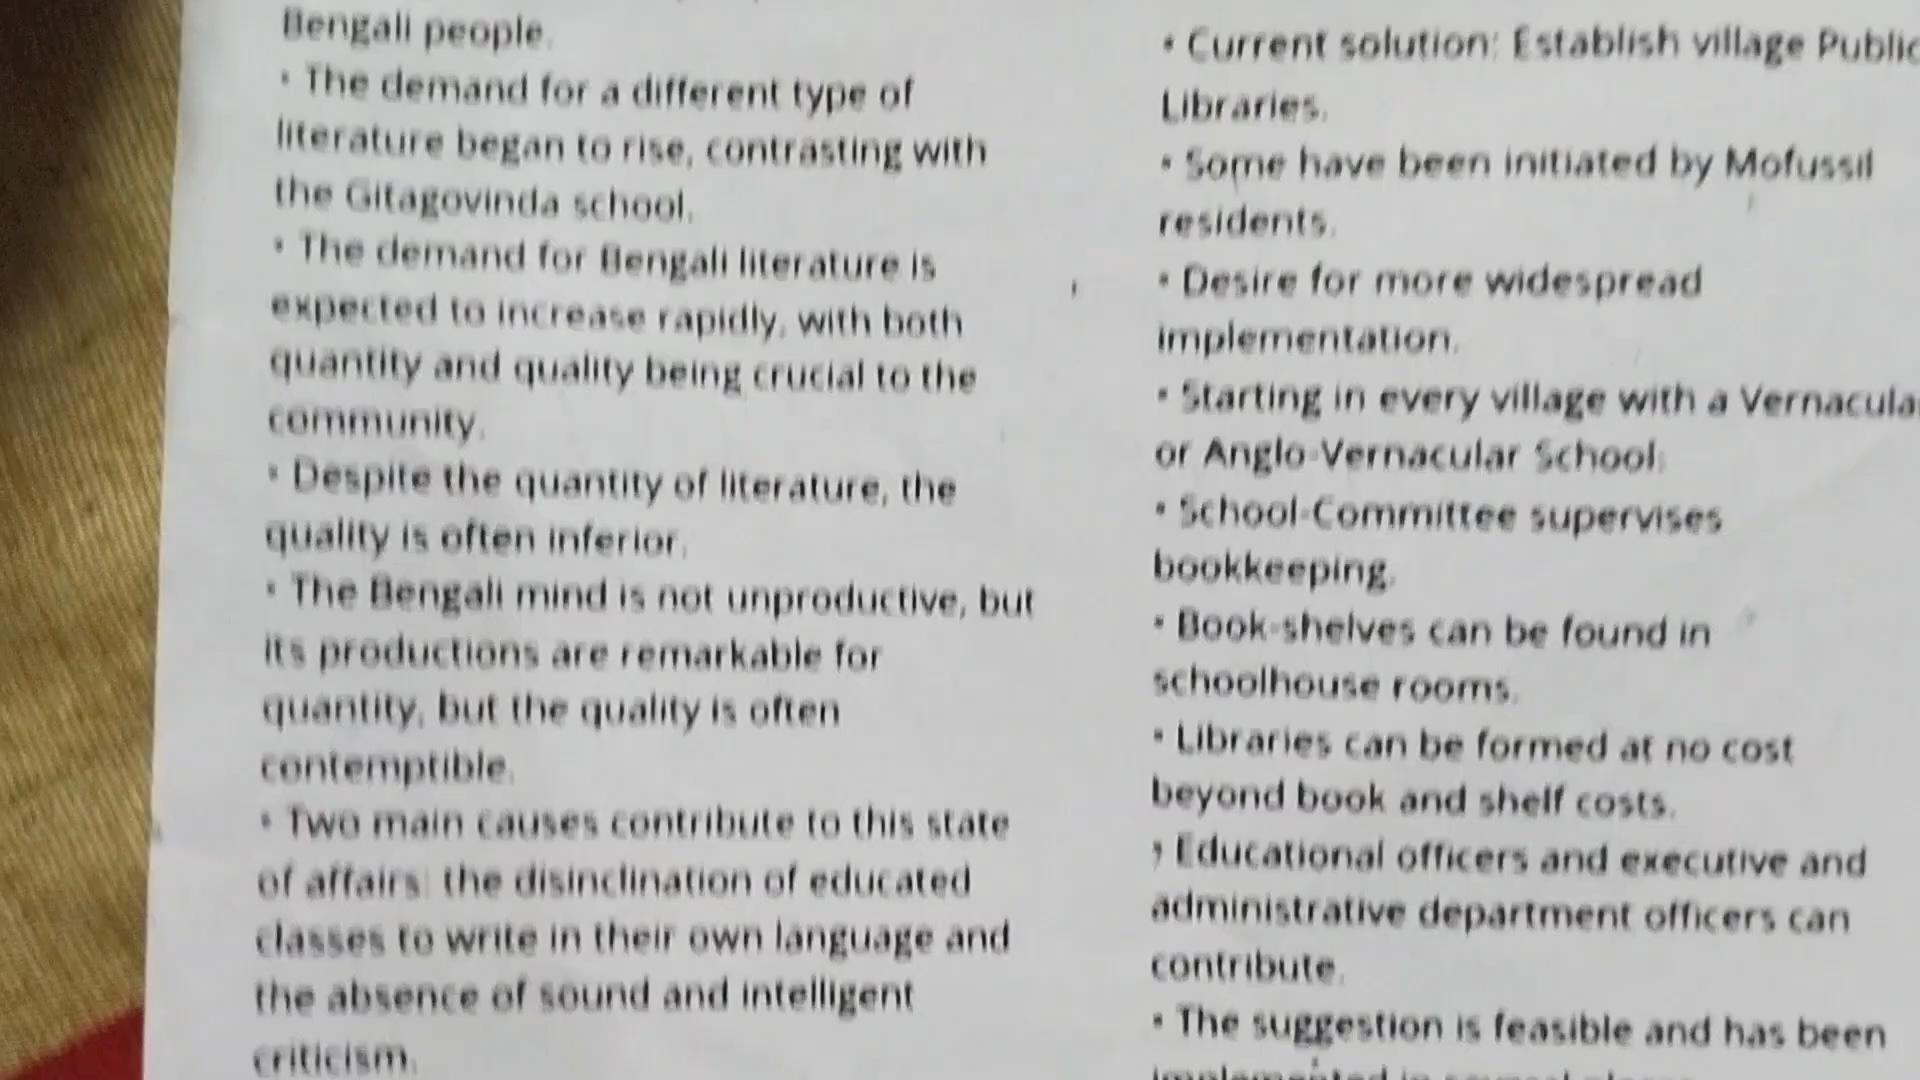 Bengali people.
• The demand for a different type of
literature began to rise, contrasting with
the Gitagovinda school.
• The demand for Bengali literature is
expected to increase rapidly, with both
quantity and quality being crucial to the
community.
• Despite the quantity of literature, the
quality is often inferior.
• The Bengali mind is not unproductive, but
its productions are remarkable for
quantity, but the quality is often
contemptible.
• Two main causes contribute to this state
of affairs: the disinclination of educated
classes to write in their own language and
the absence of sound and intelligent
criticism.
• Current solution: Establish village Public
Libraries.
• Some have been initiated by Mofussil
residents.
• Desire for more widespread
implementation.
• Starting in every village with a
or Anglo-Vernacular School.
• School-Committee supervises
bookkeeping.
• Book-shelves can be found in
schoolhouse rooms.
• Libraries can be formed at no cost
beyond book and shelf costs.
• Educational officers and executive and
administrative department officers can
contribute.
• The suggestion is feasible and has been